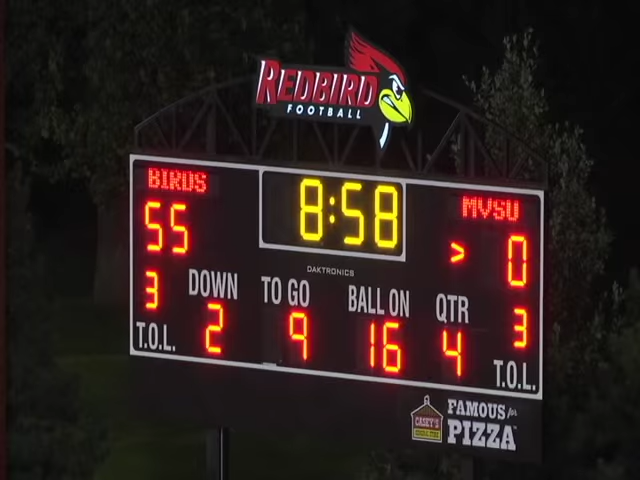 REDBIRD
FOOTBALL
BIRDS 8:58 MVSU
55 > 0
DAKTRONICS
3 DOWN TO GO BALL ON QTR 3
T.O.L. 2 9 16 4 T.O.L.
CASEY'S FAMOUS for
PIZZA